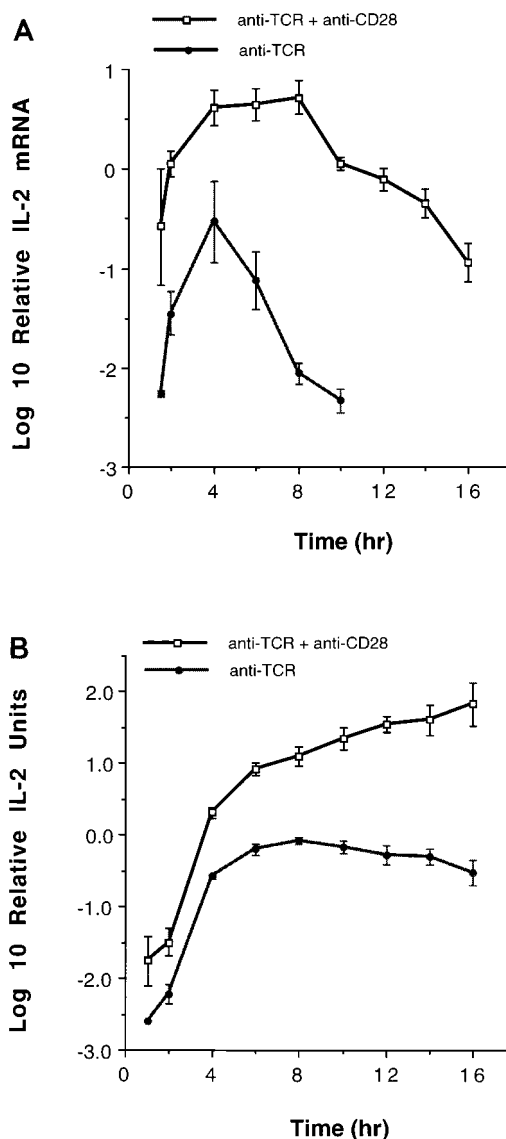 A
anti-TCR + anti-CD28
anti-TCR
Log 10 Relative IL-2 mRNA
1
0
-1
-2
-3
0 4 8 12 16
Time (hr)
B
anti-TCR + anti-CD28
anti-TCR
Log 10 Relative IL-2 Units
2.0
1.0
0.0
-1.0
-2.0
-3.0
0 4 8 12 16
Time (hr)